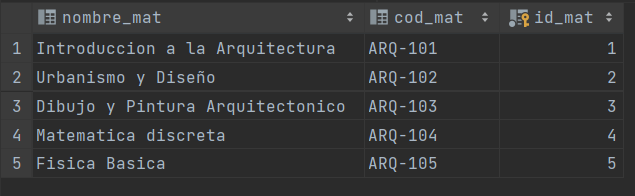 nombre_mat cod_mat id_mat
1 Introduccion a la Arquitectura ARQ-101 1
2 Urbanismo y Diseño ARQ-102 2
3 Dibujo y Pintura Arquitectonico ARQ-103 3
4 Matematica discreta ARQ-104 4
5 Fisica Basica ARQ-105 5